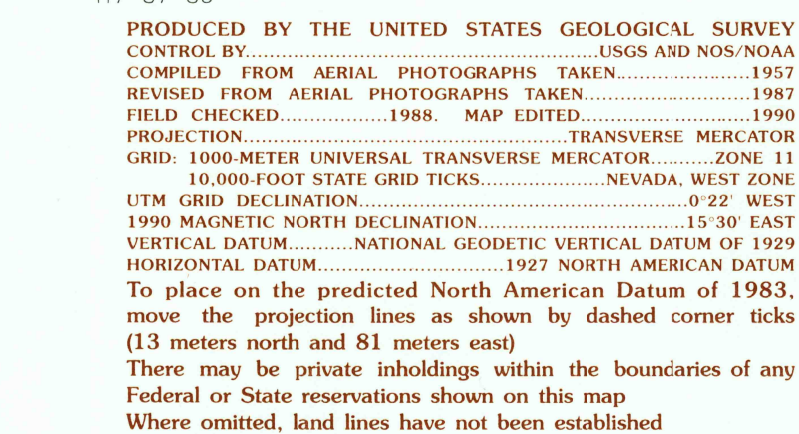 PRODUCED BY THE UNITED STATES GEOLOGICAL SURVEY
CONTROL BY..................................................USGS AND NOS/NOAA
COMPILED FROM AERIAL PHOTOGRAPHS TAKEN...................1957
REVISED FROM AERIAL PHOTOGRAPHS TAKEN........................1987
FIELD CHECKED.................1988. MAP EDITED............................1990
PROJECTION..................................................TRANSVERSE MERCATOR
GRID: 1000-METER UNIVERSAL TRANSVERSE MERCATOR..........ZONE 11
10,000-FOOT STATE GRID TICKS....................NEVADA, WEST ZONE
UTM GRID DECLINATION....................................................0°22' WEST
1990 MAGNETIC NORTH DECLINATION.................................15°30' EAST
VERTICAL DATUM...........NATIONAL GEODETIC VERTICAL DATUM OF 1929
HORIZONTAL DATUM..............................1927 NORTH AMERICAN DATUM
To place on the predicted North American Datum of 1983,
move the projection lines as shown by dashed corner ticks
(13 meters north and 81 meters east)
There may be private inholdings within the boundaries of any
Federal or State reservations shown on this map
Where omitted, land lines have not been established